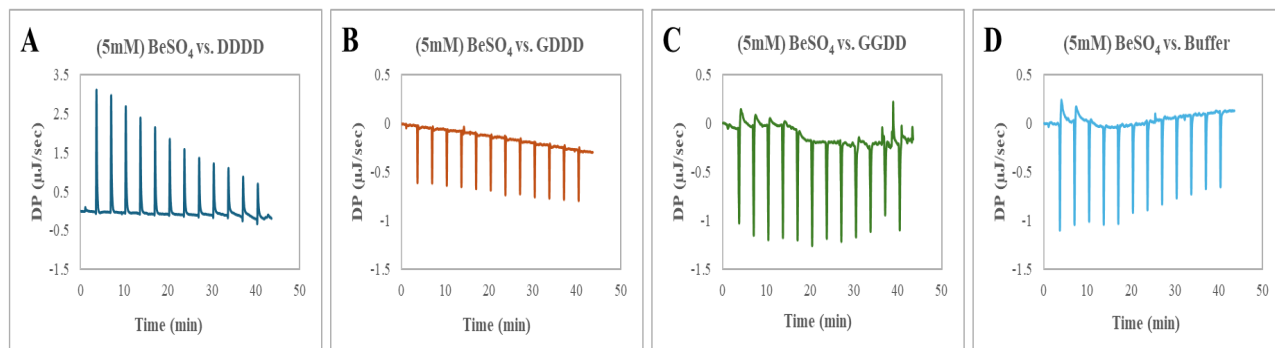 A
(5mM) BeSO₄ vs. DDDD
3.5
2.5
1.5
0.5
-0.5
-1.5
DP (µJ/sec)
0 10 20 30 40 50
Time (min)
B
(5mM) BeSO₄ vs. GDDD
0.5
0
-0.5
-1
-1.5
DP (µJ/sec)
0 10 20 30 40 50
Time (min)
C
(5mM) BeSO₄ vs. GGDD
0.5
0
-0.5
-1
-1.5
DP (µJ/sec)
0 10 20 30 40 50
Time (min)
D
(5mM) BeSO₄ vs. Buffer
0.5
0
-0.5
-1
-1.5
DP (µJ/sec)
0 10 20 30 40 50
Time (min)